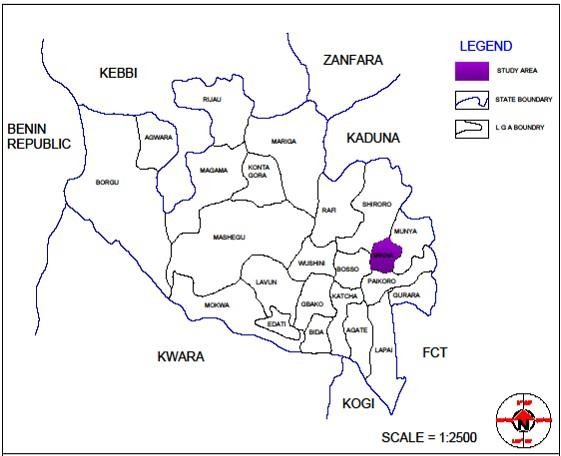 LEGEND
STUDY AREA
STATE BOUNDARY
L G A BOUNDRY
ZANFARA
KEBBI
RIJAU
BENIN
REPUBLIC
AGWARA
MARIGA
KADUNA
BORGU
MAGAMA
KONTA
GORA
RAFI
SHIRORO
MUNYA
MASHEGU
WUSHINI
BOSSO
PAIKORO
LAVUN
GBAKO
KATCHA
GURARA
MOKWA
EDATI
BIDA
AGATE
LAPAI
KWARA
FCT
KOGI
N
SCALE = 1:2500